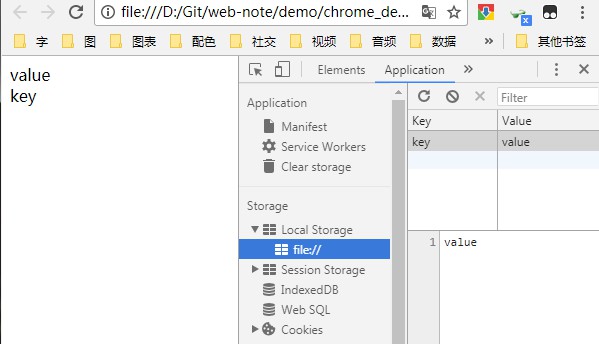 file:///D:/Git/web-note/demo/chrome_de...
字 图 图表 配色 社交 视频 音频 数据 » 其他书签
value
key
Elements Application »
Application
Manifest
Service Workers
Clear storage
Storage
Local Storage
file://
Session Storage
IndexedDB
Web SQL
Cookies
Filter
Key Value
key value
1 value